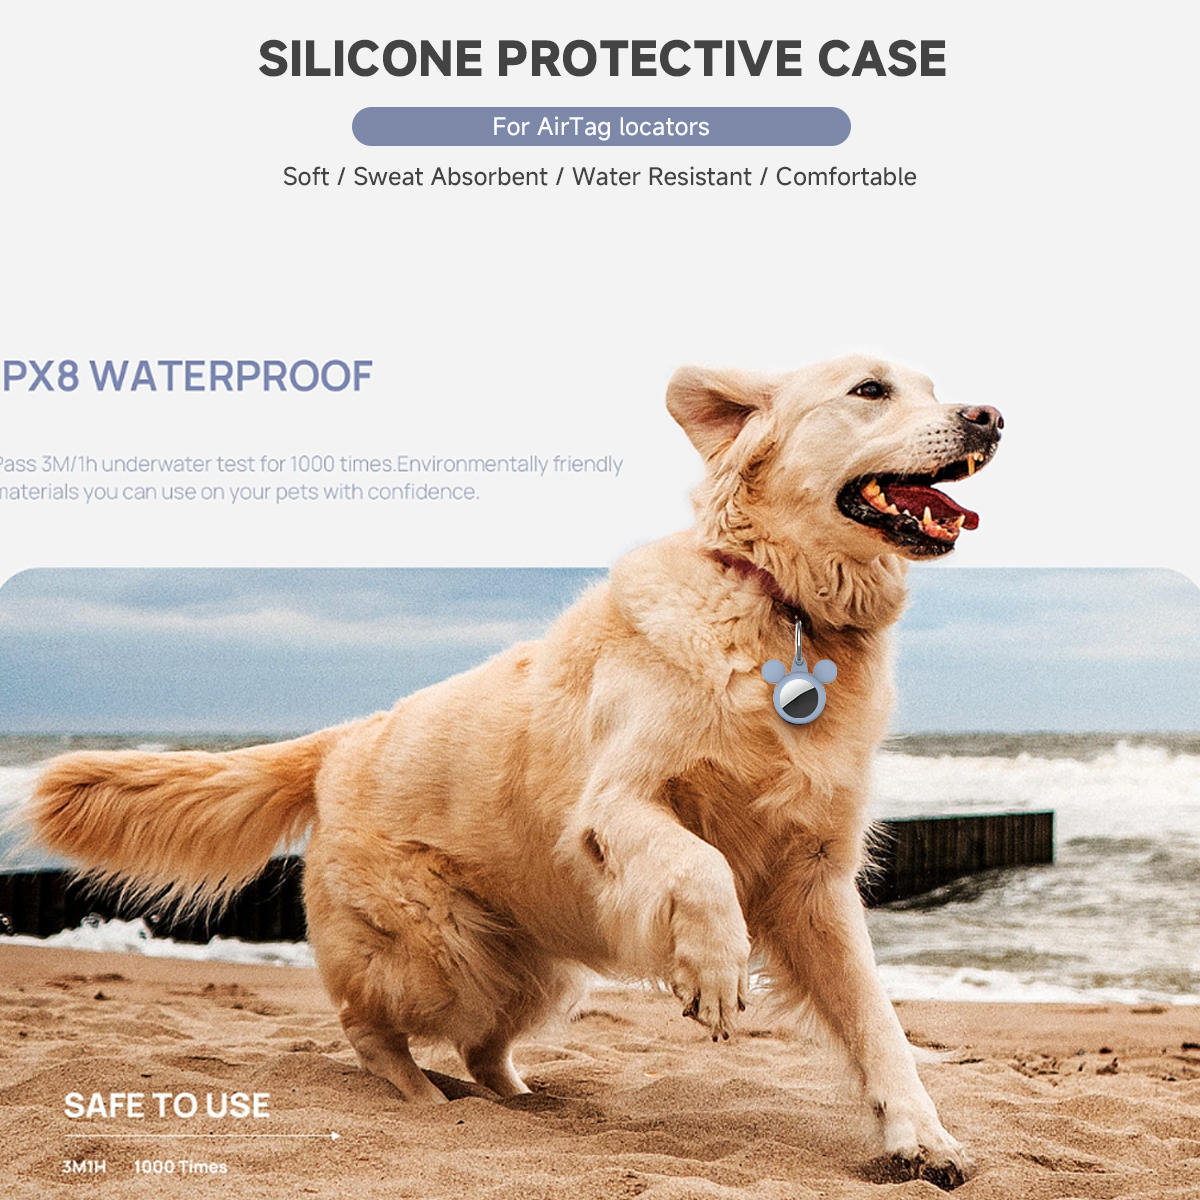 SILICONE PROTECTIVE CASE
For AirTag locators
Soft / Sweat Absorbent / Water Resistant / Comfortable
PX8 WATERPROOF
Pass 3M/1h underwater test for 1000 times.Environmentally friendly
materials you can use on your pets with confidence.
SAFE TO USE
3M1H 1000 Times